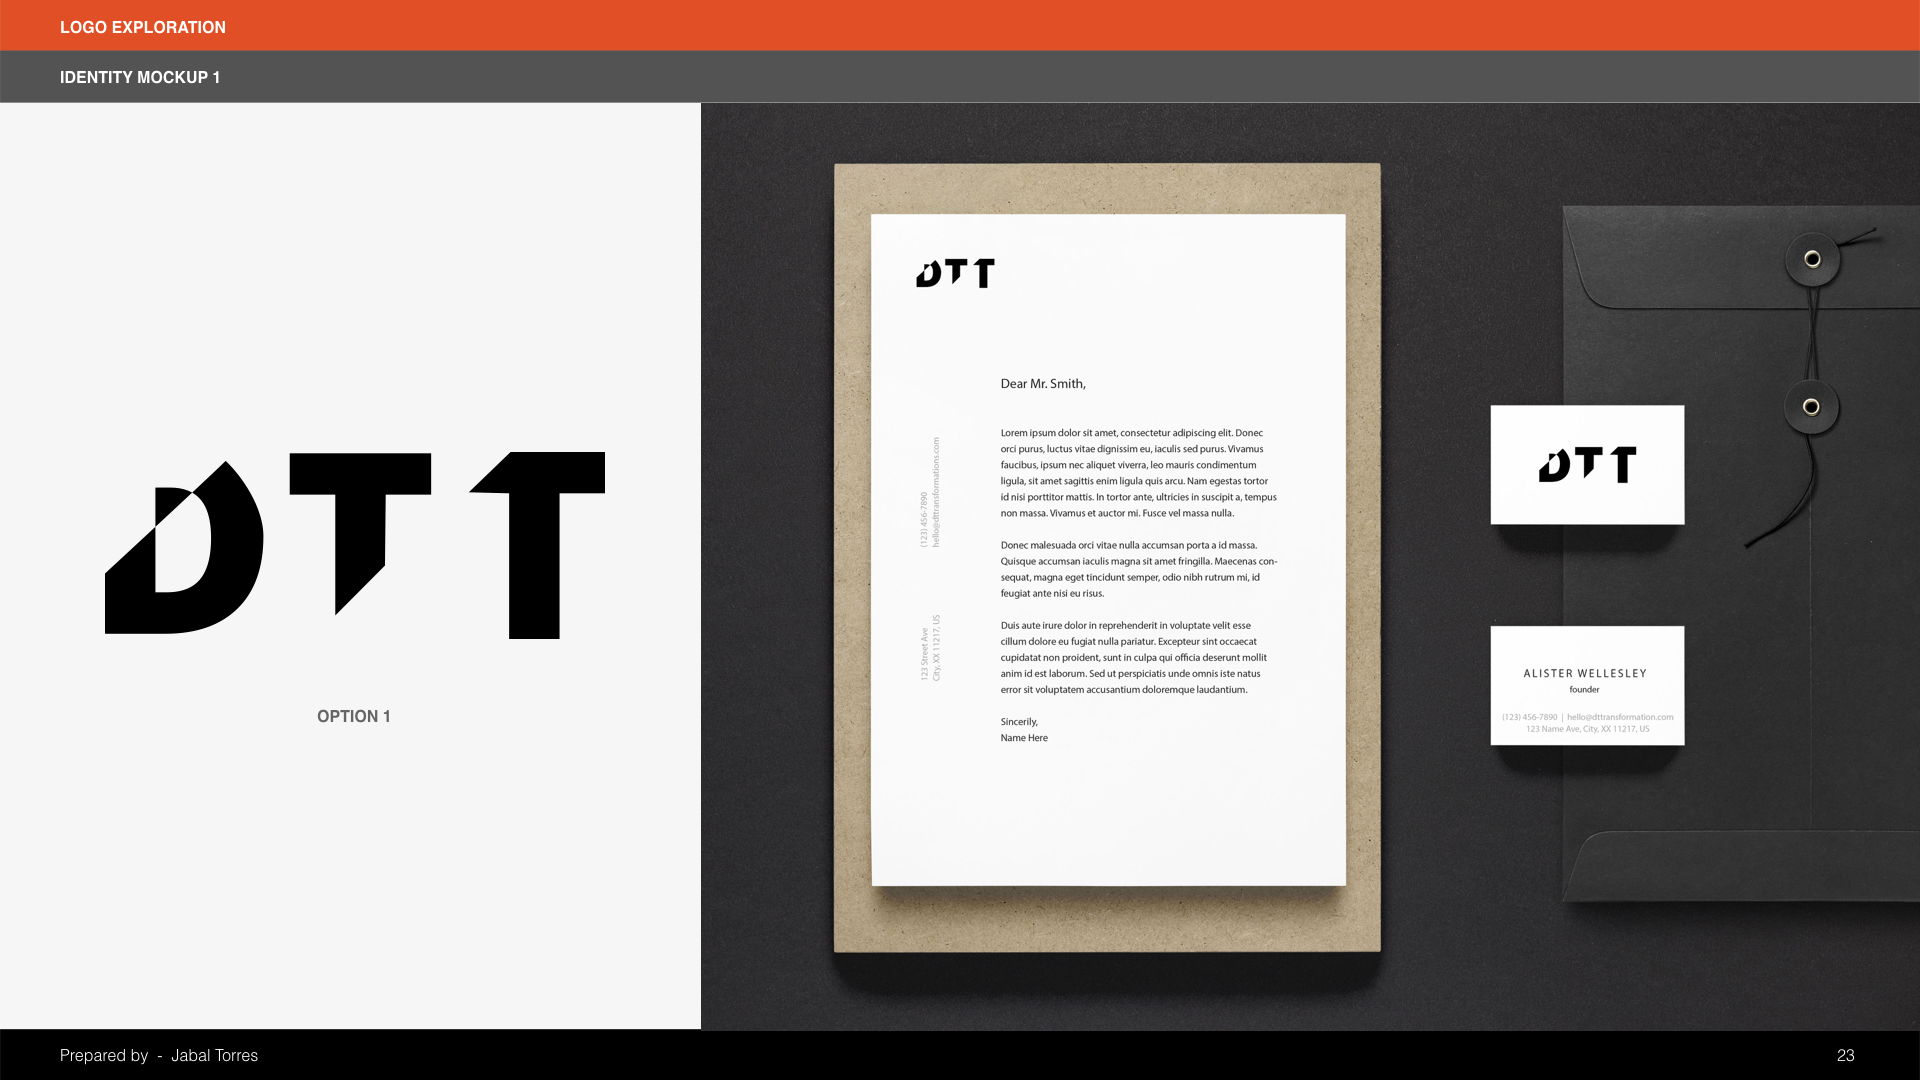 LOGO EXPLORATION
IDENTITY MOCKUP 1
DTT
OPTION 1
DTT
Dear Mr. Smith,
Lorem ipsum dolor sit amet, consectetur adipiscing elit. Donec
orci purus, luctus vitae dignissim eu, iaculis sed purus. Vivamus
faucibus, ipsum nec aliquet viverra, leo mauris condimentum
ligula, sit amet sagittis enim ligula quis arcu. Nam egestas tortor
id nisi porttitor mattis. In tortor ante, ultricies in suscipit a, tempus
non massa. Vivamus et auctor mi. Fusce vel massa nulla.
Donec malesuada orci vitae nulla accumsan porta a id massa.
Quisque accumsan iaculis magna sit amet fringilla. Maecenas con-
sequat, magna eget tincidunt semper, odio nibh rutrum mi, id
feugiat ante nisi eu risus.
Duis aute irure dolor in reprehenderit in voluptate velit esse
cillum dolore eu fugiat nulla pariatur. Excepteur sint occaecat
cupidatat non proident, sunt in culpa qui officia deserunt mollit
anim id est laborum. Sed ut perspiciatis unde omnis iste natus
error sit voluptatem accusantium doloremque laudantium.
Sincerily,
Name Here
(123) 456-7890
hello@dttransformations.com
123 Street Ave
City, XX 11217, US
DTT
ALISTER WELLESLEY
founder
(123) 456-7890 | hello@dttransformation.com
123 Name Ave, City, XX 11217, US
Prepared by - Jabal Torres
23